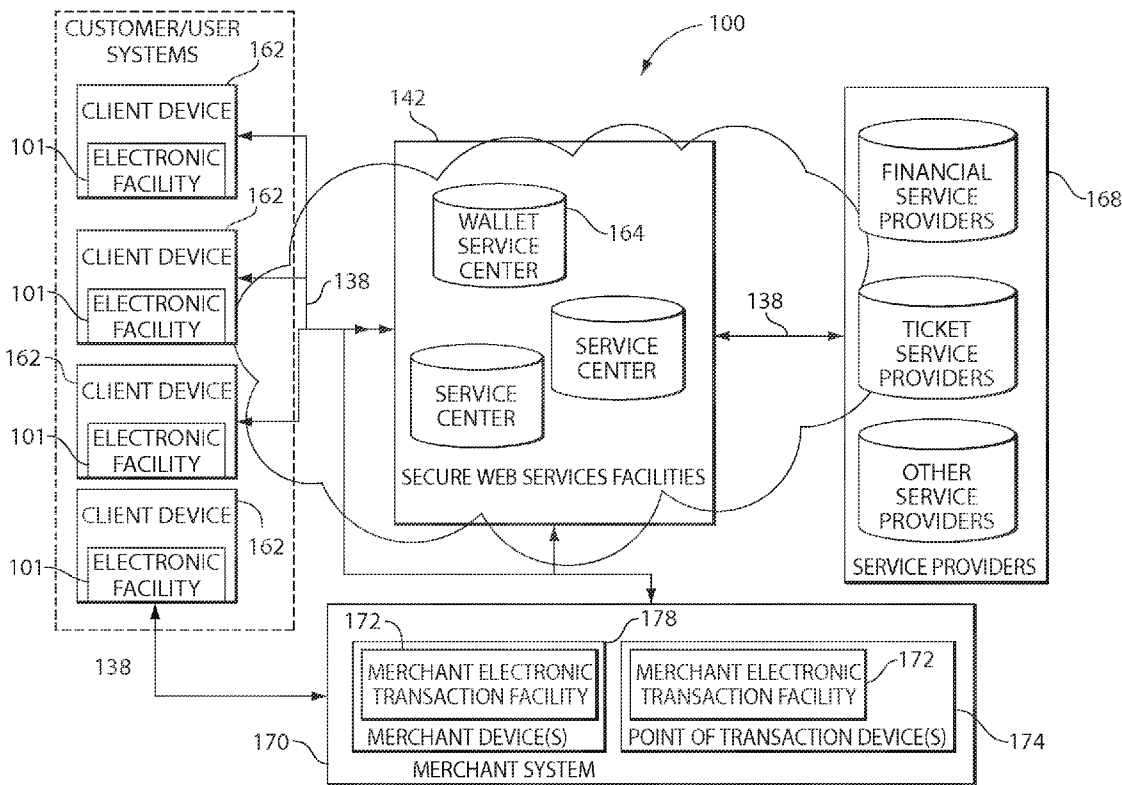 CUSTOMER/USER
SYSTEMS
162
CLIENT DEVICE
101
ELECTRONIC
FACILITY
162
CLIENT DEVICE
101
ELECTRONIC
FACILITY
162
CLIENT DEVICE
101
ELECTRONIC
FACILITY
CLIENT DEVICE
162
101
ELECTRONIC
FACILITY
138
138
100
142
WALLET
SERVICE
CENTER
164
SERVICE
CENTER
SERVICE
CENTER
SECURE WEB SERVICES FACILITIES
138
FINANCIAL
SERVICE
PROVIDERS
168
TICKET
SERVICE
PROVIDERS
OTHER
SERVICE
PROVIDERS
SERVICE PROVIDERS
172
178
MERCHANT ELECTRONIC
TRANSACTION FACILITY
MERCHANT DEVICE(S)
MERCHANT ELECTRONIC
TRANSACTION FACILITY
172
POINT OF TRANSACTION DEVICE(S)
174
170
MERCHANT SYSTEM